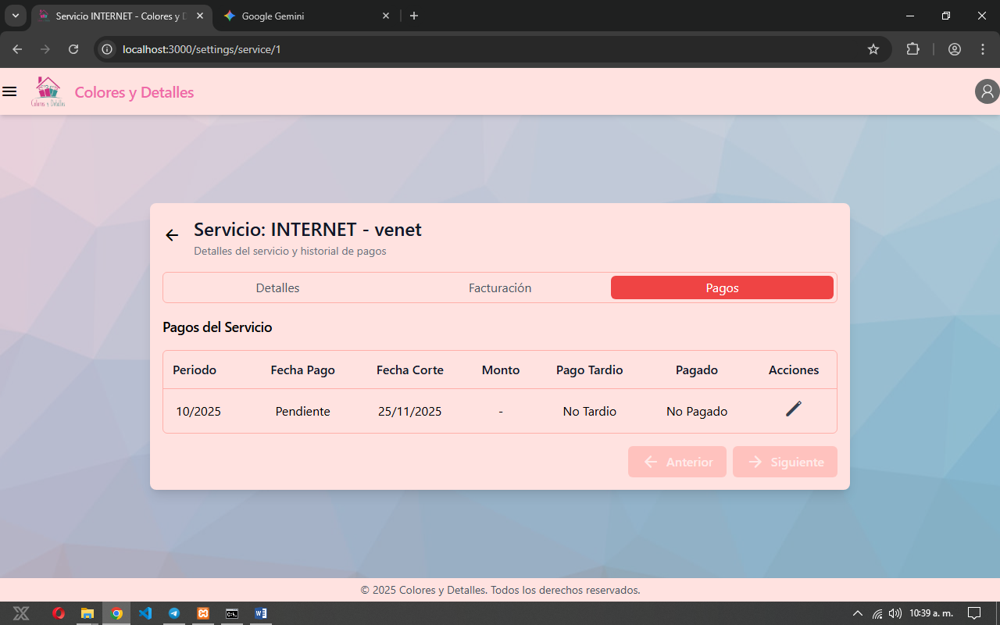 Servicio INTERNET - Colores y D
Google Gemini
localhost:3000/settings/service/1
Colores y Detalles
Colores y Detalles
Servicio: INTERNET - venet
Detalles del servicio y historial de pagos
Detalles Facturación Pagos
Pagos del Servicio
Periodo Fecha Pago Fecha Corte Monto Pago Tardio Pagado Acciones
10/2025 Pendiente 25/11/2025 - No Tardio No Pagado
Anterior Siguiente
© 2025 Colores y Detalles. Todos los derechos reservados.
10:39 a. m.